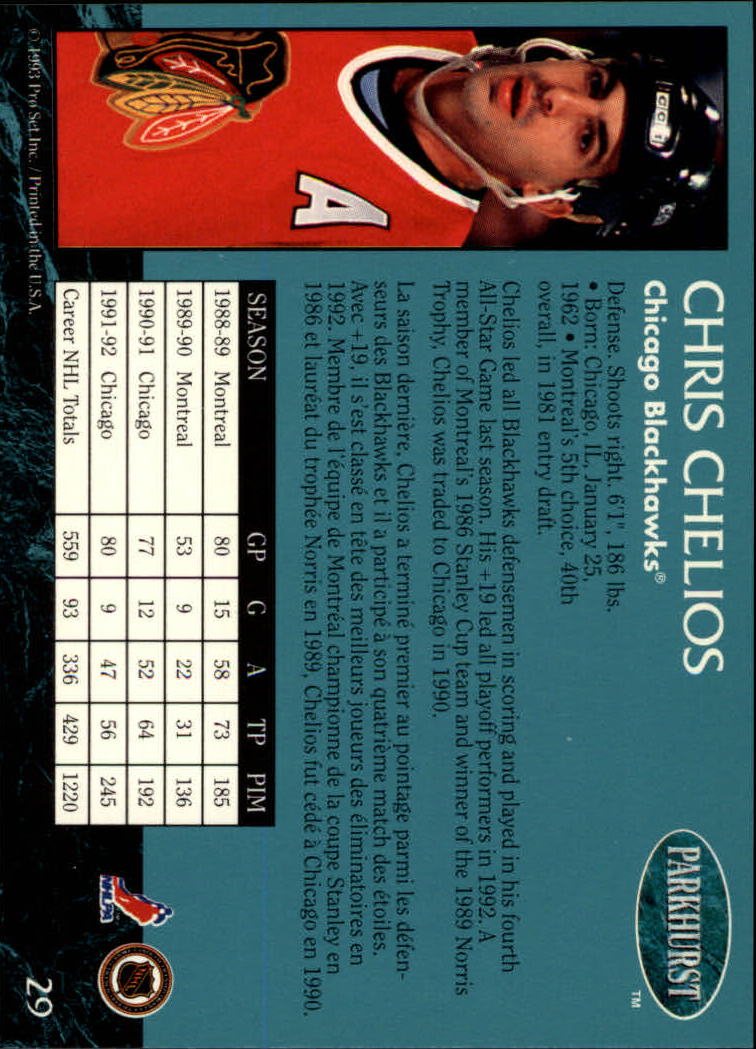 CHRIS CHELIOS
Chicago Blackhawks®
PARKHURST
TM
Defense. Shoots right. 6'1", 186 lbs.
• Born: Chicago, IL, January 25,
1962 • Montreal's 5th choice, 40th
overall, in 1981 entry draft.
Chelios led all Blackhawks defensemen in scoring and played in his fourth
All-Star Game last season. His +19 led all playoff performers in 1992. A
member of Montreal's 1986 Stanley Cup team and winner of the 1989 Norris
Trophy, Chelios was traded to Chicago in 1990.
La saison dernière, Chelios a terminé premier au pointage parmi les défen-
seurs des Blackhawks et il a participé à son quatrième match des étoiles.
Avec +19, il s'est classé en tête des meilleurs joueurs des éliminatoires en
1992. Membre de l'équipe de Montréal championne de la coupe Stanley en
1986 et lauréat du trophée Norris en 1989, Chelios fut cédé à Chicago en 1990.
SEASON GP G A TP PIM
1988-89 Montreal 80 15 58 73 185
1989-90 Montreal 53 9 22 31 136
1990-91 Chicago 77 12 52 64 192
1991-92 Chicago 80 9 47 56 245
Career NHL Totals 559 93 336 429 1220
A
CCM
NHLPA
NHL
© 1993 Pro Set Inc. / Printed in the U.S.A.
29